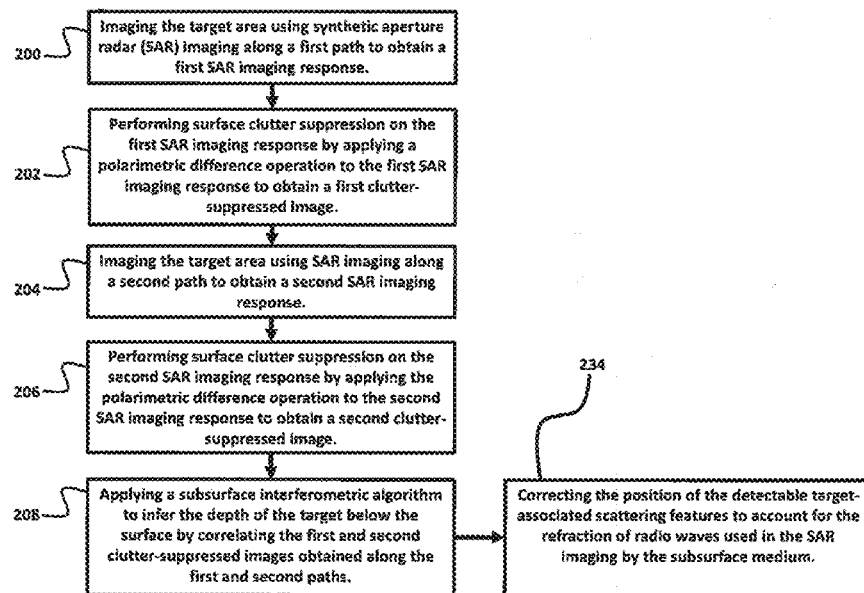 200
Imaging the target area using synthetic aperture
radar (SAR) imaging along a first path to obtain a
first SAR imaging response.
202
Performing surface clutter suppression on the
first SAR imaging response by applying a
polarimetric difference operation to the first SAR
imaging response to obtain a first clutter-
suppressed image.
204
Imaging the target area using SAR imaging along
a second path to obtain a second SAR imaging
response.
206
Performing surface clutter suppression on the
second SAR imaging response by applying the
polarimetric difference operation to the second
SAR imaging response to obtain a second clutter-
suppressed image.
208
Applying a subsurface interferometric algorithm
to infer the depth of the target below the
surface by correlating the first and second
clutter-suppressed images obtained along the
first and second paths.
234
Correcting the position of the detectable target-
associated scattering features to account for the
refraction of radio waves used in the SAR
imaging by the subsurface medium.